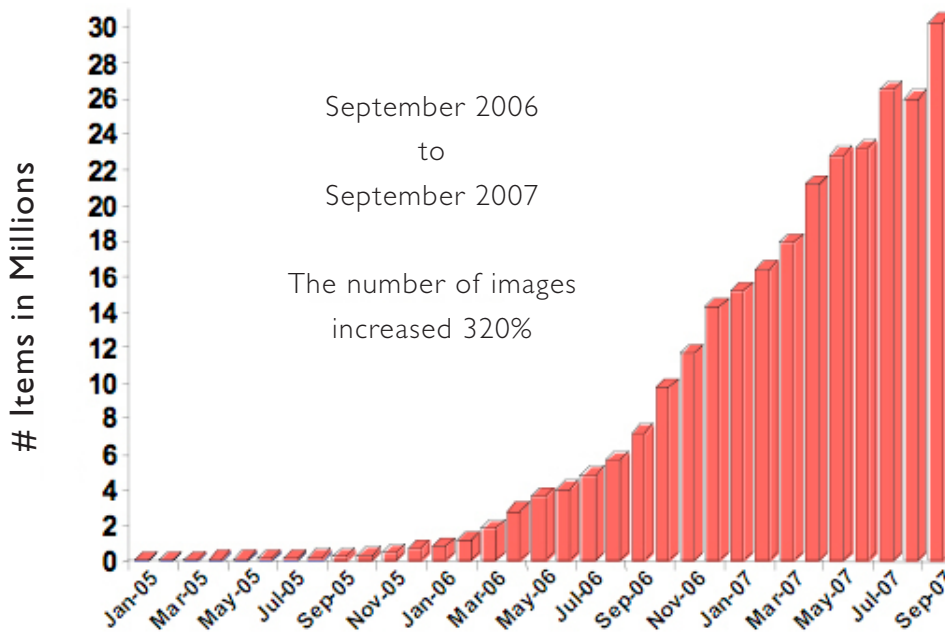 # Items in Millions
30
28
26
24
22
20
18
16
14
12
10
8
6
4
2
0
September 2006
to
September 2007
The number of images
increased 320%
Jan-05
Mar-05
May-05
Jul-05
Sep-05
Nov-05
Jan-06
Mar-06
May-06
Jul-06
Sep-06
Nov-06
Jan-07
Mar-07
May-07
Jul-07